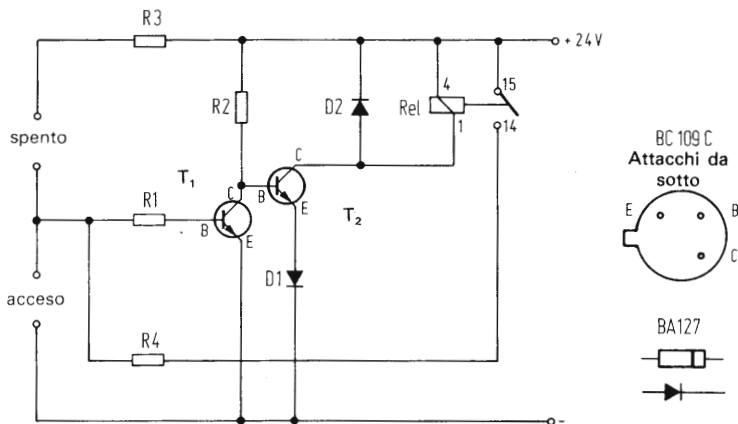 R3
+ 24V
R2
D2
4
Rel
1
15
14
spento
T₁
C
B
E
C
B
E
T₂
R1
D1
acceso
R4
-
BC 109 C
Attacchi da
sotto
E
B
C
BA127